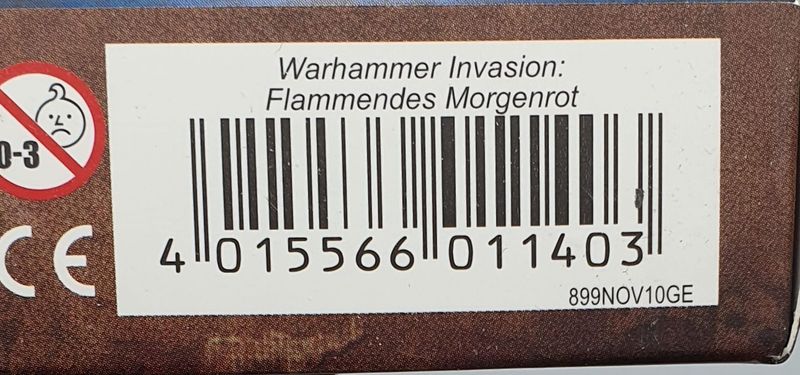 Warhammer Invasion:
Flammendes Morgenrot
0-3
CE
4 015566 011403
899NOV10GE